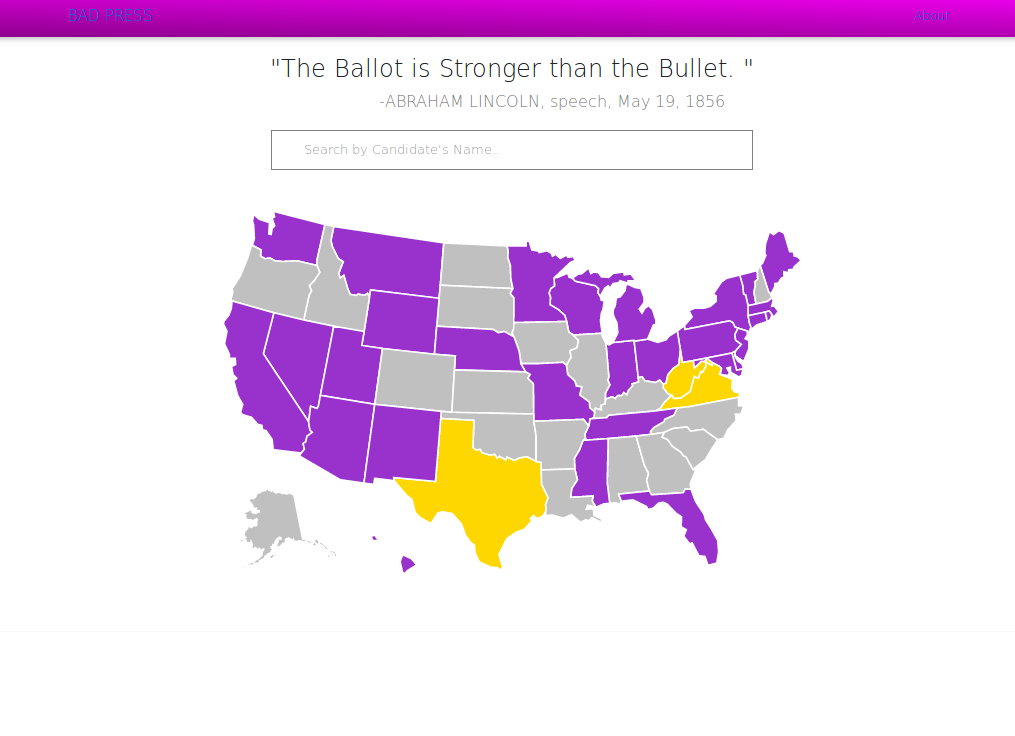 BAD PRESS
About
"The Ballot is Stronger than the Bullet. "
-ABRAHAM LINCOLN, speech, May 19, 1856
Search by Candidate's Name..